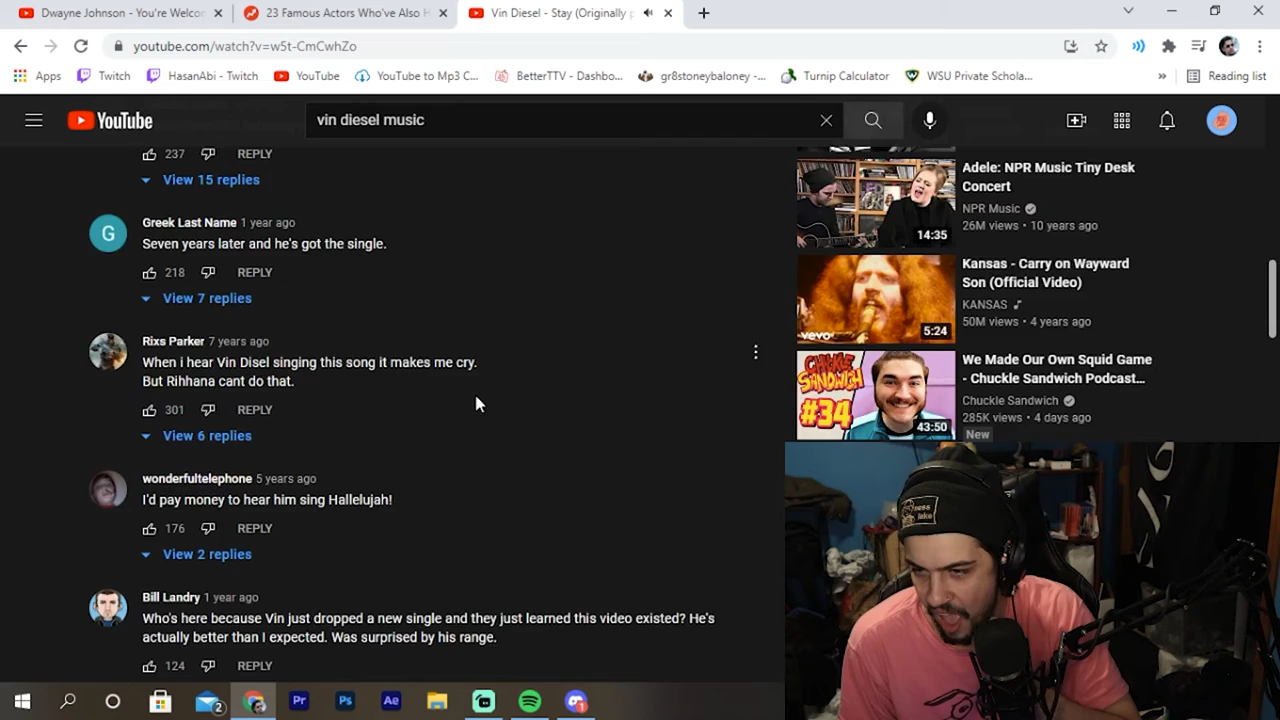 Dwayne Johnson - You're Welco
23 Famous Actors Who've Also H
Vin Diesel - Stay (Originally p
youtube.com/watch?v=w5t-CmCwhZo
Apps
Twitch
HasanAbi - Twitch
YouTube
YouTube to Mp3 C...
BetterTTV - Dashbo...
gr8stoneybaloney -...
Turnip Calculator
WSU Private Schola...
»
Reading list
YouTube
vin diesel music
237
REPLY
View 15 replies
G
Greek Last Name 1 year ago
Seven years later and he's got the single.
218
REPLY
View 7 replies
Rixs Parker 7 years ago
When i hear Vin Disel singing this song it makes me cry.
But Rihhana cant do that.
301
REPLY
View 6 replies
wonderfultelephone 5 years ago
I'd pay money to hear him sing Hallelujah!
176
REPLY
View 2 replies
Bill Landry 1 year ago
Who's here because Vin just dropped a new single and they just learned this video existed? He's
actually better than I expected. Was surprised by his range.
124
REPLY
14:35
Adele: NPR Music Tiny Desk
Concert
NPR Music
26M views • 10 years ago
vevo
5:24
Kansas - Carry on Wayward
Son (Official Video)
KANSAS
50M views • 4 years ago
CHUCKLE
SANDWICH
#34
43:50
We Made Our Own Squid Game
- Chuckle Sandwich Podcast...
Chuckle Sandwich
285K views • 4 days ago
New
2
Pr
Ps
Ae
1